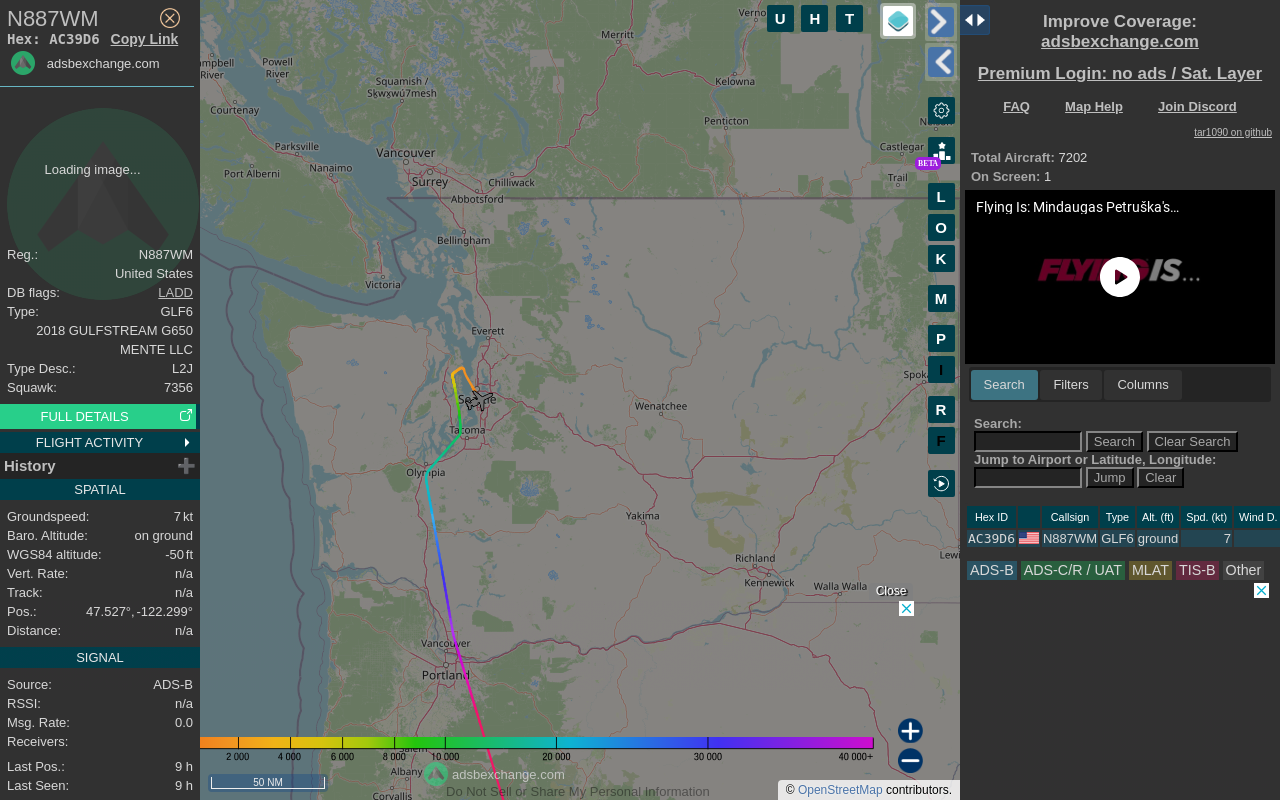 N887WM
Hex: AC39D6 Copy Link
adsbexchange.com
Loading image...
Reg.: N887WM
United States
DB flags: LADD
Type: GLF6
2018 GULFSTREAM G650
MENTE LLC
Type Desc.: L2J
Squawk: 7356
FULL DETAILS
FLIGHT ACTIVITY
History
SPATIAL
Groundspeed: 7 kt
Baro. Altitude: on ground
WGS84 altitude: -50 ft
Vert. Rate: n/a
Track: n/a
Pos.: 47.527°, -122.299°
Distance: n/a
SIGNAL
Source: ADS-B
RSSI: n/a
Msg. Rate: 0.0
Receivers:
Last Pos.: 9 h
Last Seen: 9 h
Merritt
Powell
River
River
Squamish /
Sḵwx̱wú7mesh
Courtenay
Kelowna
Penticton
Parksville
Nanaimo
Port Alberni
Vancouver
Surrey
Chilliwack
Abbotsford
Castlegar
Trail
Bellingham
Victoria
Everett
Wenatchee
Tacoma
Olympia
Yakima
Richland
Kennewick
Walla Walla
Vancouver
Portland
Albany
Corvallis
U H T
BETA
L
O
K
M
P
I
R
F
Close
2 000 4 000 6 000 8 000 10 000 20 000 30 000 40 000+
50 NM
adsbexchange.com
Do Not Sell or Share My Personal Information
© OpenStreetMap contributors.
Improve Coverage:
adsbexchange.com
Premium Login: no ads / Sat. Layer
FAQ Map Help Join Discord
tar1090 on github
Total Aircraft: 7202
On Screen: 1
Flying Is: Mindaugas Petruška's...
FLYING IS...
Search Filters Columns
Search:
Search Clear Search
Jump to Airport or Latitude, Longitude:
Jump Clear
Hex ID Callsign Type Alt. (ft) Spd. (kt) Wind D.
AC39D6 N887WM GLF6 ground 7
ADS-B ADS-C/R / UAT MLAT TIS-B Other